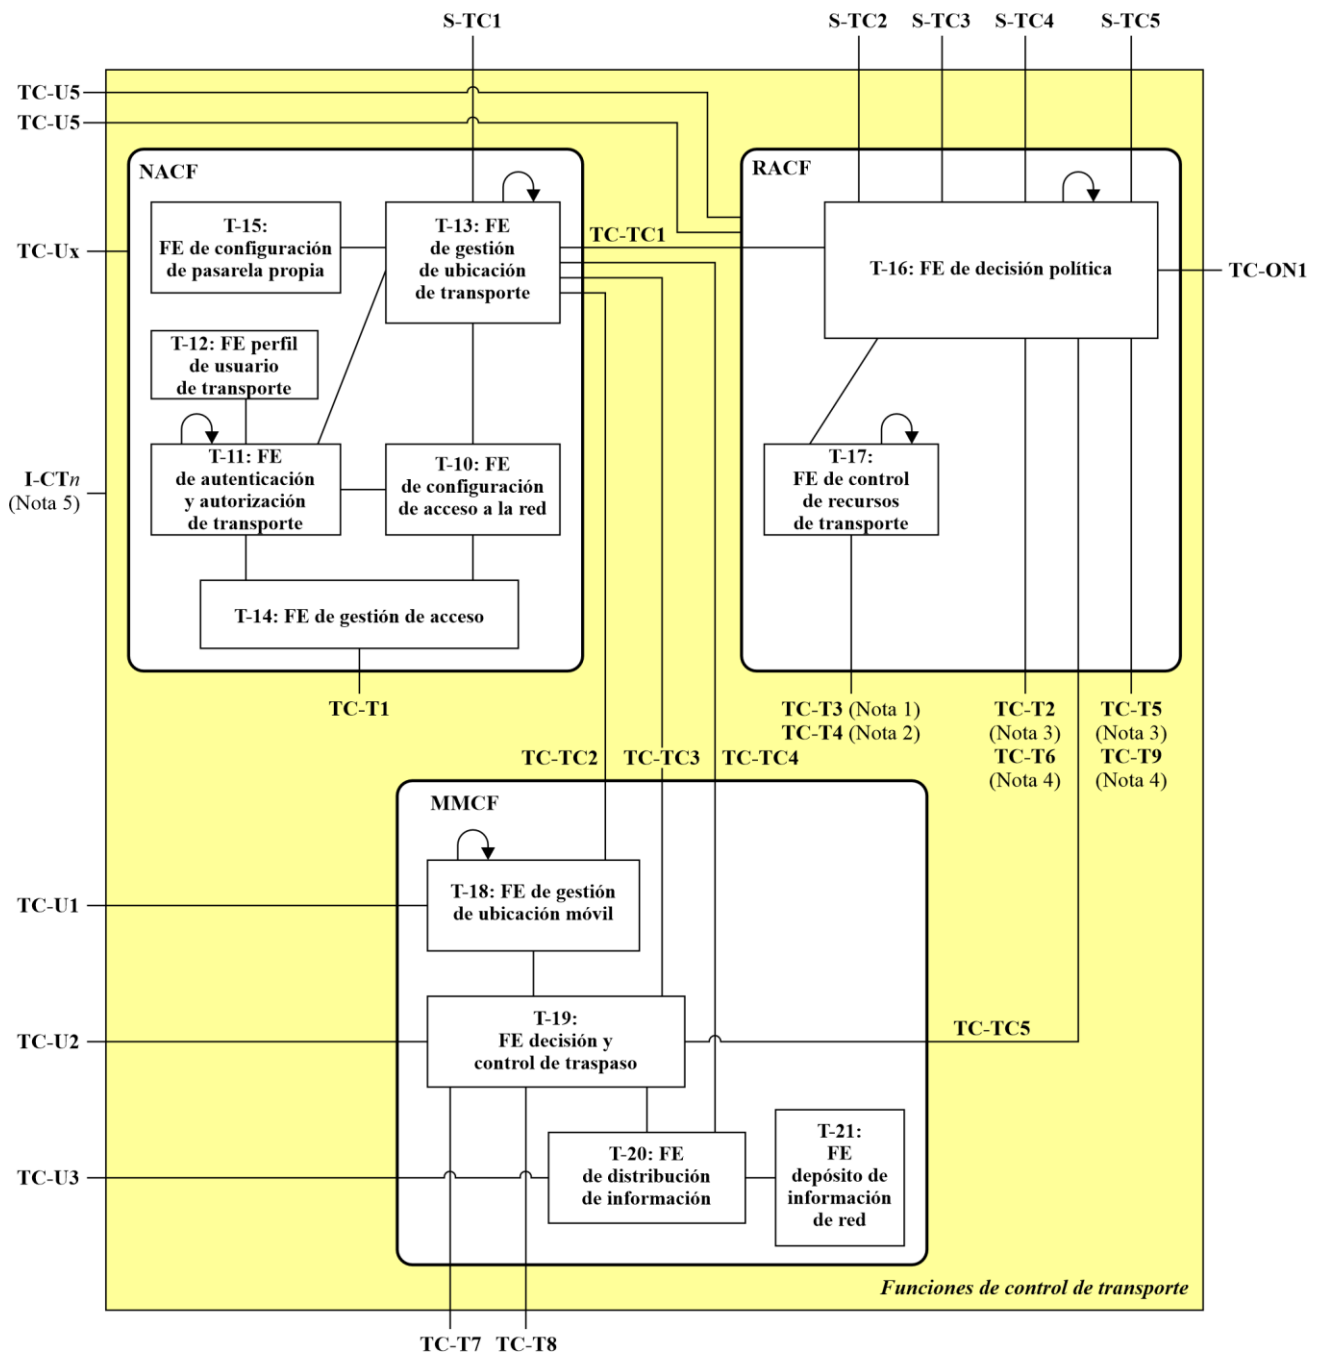 S-TC1
S-TC2
S-TC3
S-TC4
S-TC5
TC-U5
TC-U5
NACF
RACF
T-15:
FE de configuración
de pasarela propia
T-13: FE
de gestión
de ubicación
de transporte
TC-TC1
T-16: FE de decisión política
TC-Ux
TC-ON1
T-12: FE perfil
de usuario
de transporte
T-11: FE
de autenticación
y autorización
de transporte
T-10: FE
de configuración
de acceso a la red
T-17:
FE de control
de recursos
de transporte
I-CTn
(Nota 5)
T-14: FE de gestión de acceso
TC-T1
TC-T3 (Nota 1)
TC-T4 (Nota 2)
TC-T2
(Nota 3)
TC-T6
(Nota 4)
TC-T5
(Nota 3)
TC-T9
(Nota 4)
TC-TC2
TC-TC3
TC-TC4
MMCF
T-18: FE de gestión
de ubicación móvil
TC-U1
T-19:
FE decisión y
control de traspaso
TC-U2
TC-TC5
T-20: FE
de distribución
de información
T-21:
FE
depósito de
información
de red
TC-U3
Funciones de control de transporte
TC-T7
TC-T8